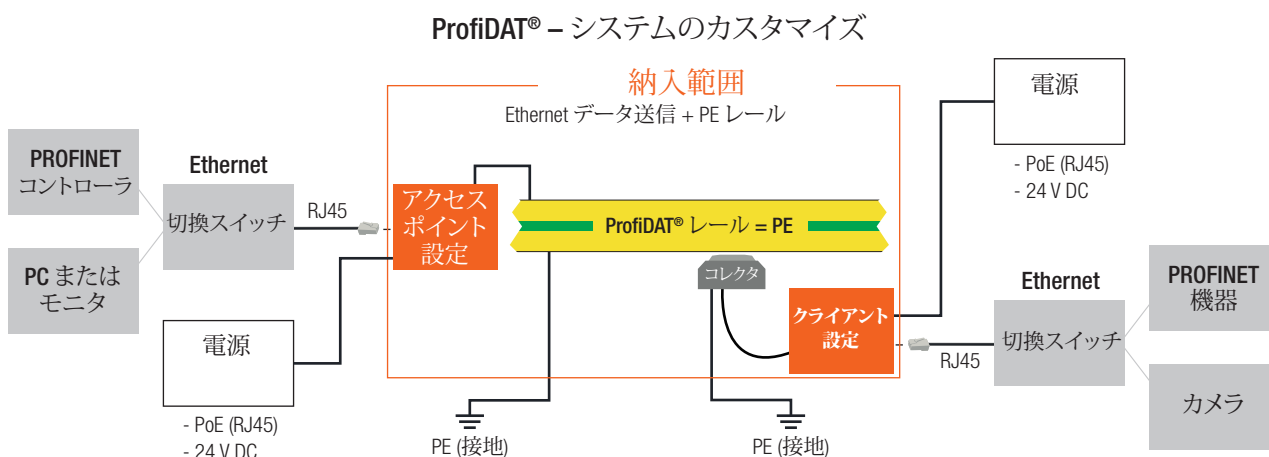 ProfiDAT® – システムのカスタマイズ
納入範囲
Ethernet データ送信 + PE レール
電源
- PoE (RJ45)
- 24 V DC
PROFINET
コントローラ
Ethernet
切換スイッチ
RJ45
アクセス
ポイント
設定
ProfiDAT® レール = PE
PC または
モニタ
コレクタ
クライアント
設定
Ethernet
切換スイッチ
RJ45
PROFINET
機器
カメラ
電源
- PoE (RJ45)
- 24 V DC
PE (接地)
PE (接地)